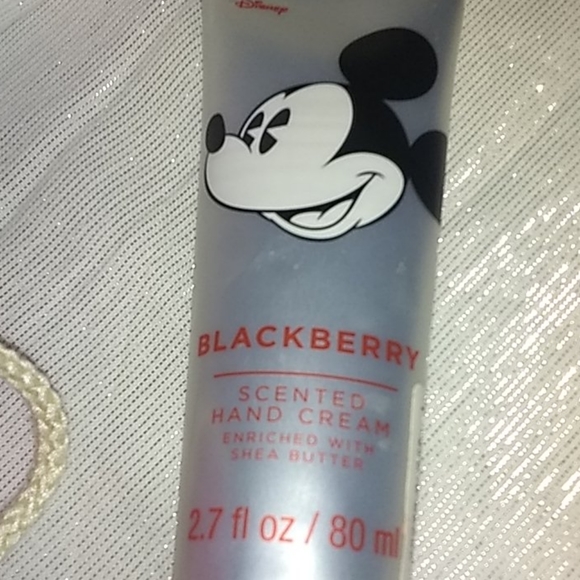 Disney
BLACKBERRY
SCENTED
HAND CREAM
ENRICHED WITH
SHEA BUTTER
2.7 fl oz / 80 ml